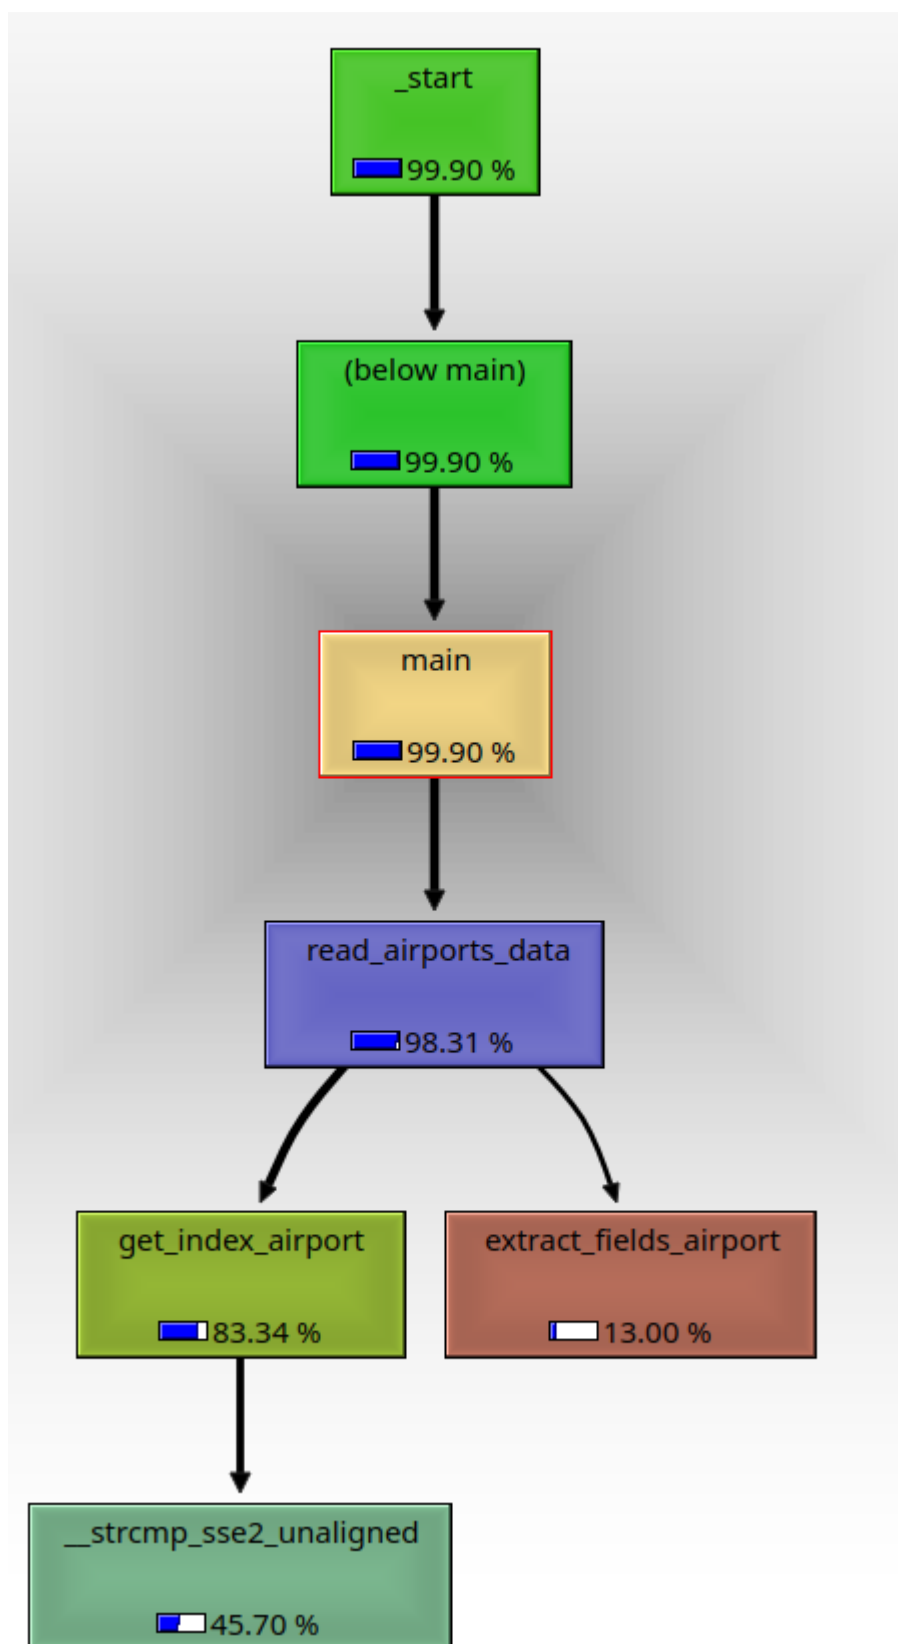 _start
99.90 %
(below main)
99.90 %
main
99.90 %
read_airports_data
98.31 %
get_index_airport
83.34 %
extract_fields_airport
13.00 %
__strcmp_sse2_unaligned
45.70 %